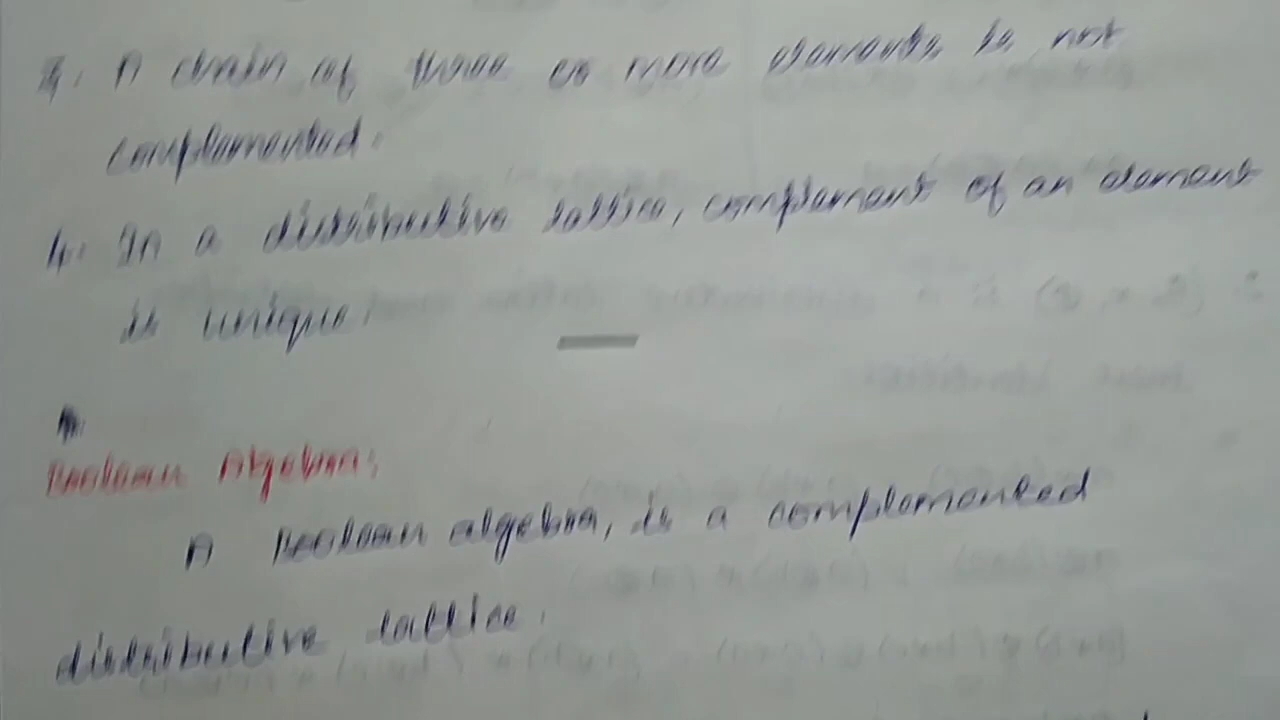 3. A chain of three or more elements is not
complemented.
4. In a distributive lattice, complement of an element
is unique
Boolean Algebra:
A Boolean algebra, is a complemented
distributive lattice.